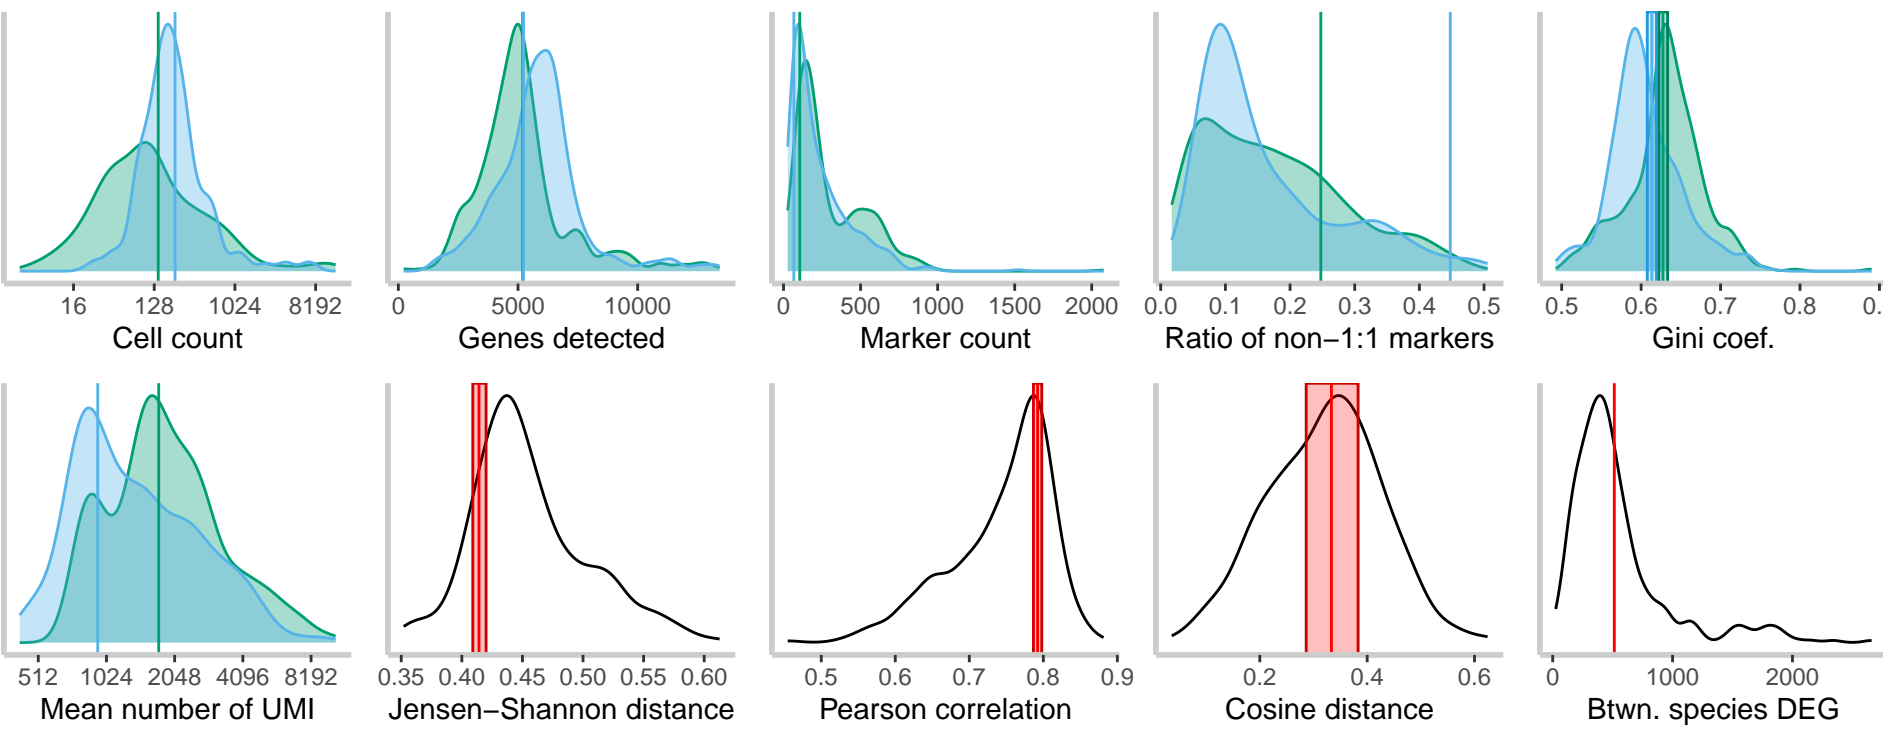 16 128 1024 8192
Cell count
0 5000 10000
Genes detected
0 500 1000 1500 2000
Marker count
0.0 0.1 0.2 0.3 0.4 0.5
Ratio of non−1:1 markers
0.5 0.6 0.7 0.8 0.
Gini coef.
512 1024 2048 4096 8192
Mean number of UMI
0.35 0.40 0.45 0.50 0.55 0.60
Jensen−Shannon distance
0.5 0.6 0.7 0.8 0.9
Pearson correlation
0.2 0.4 0.6
Cosine distance
0 1000 2000
Btwn. species DEG